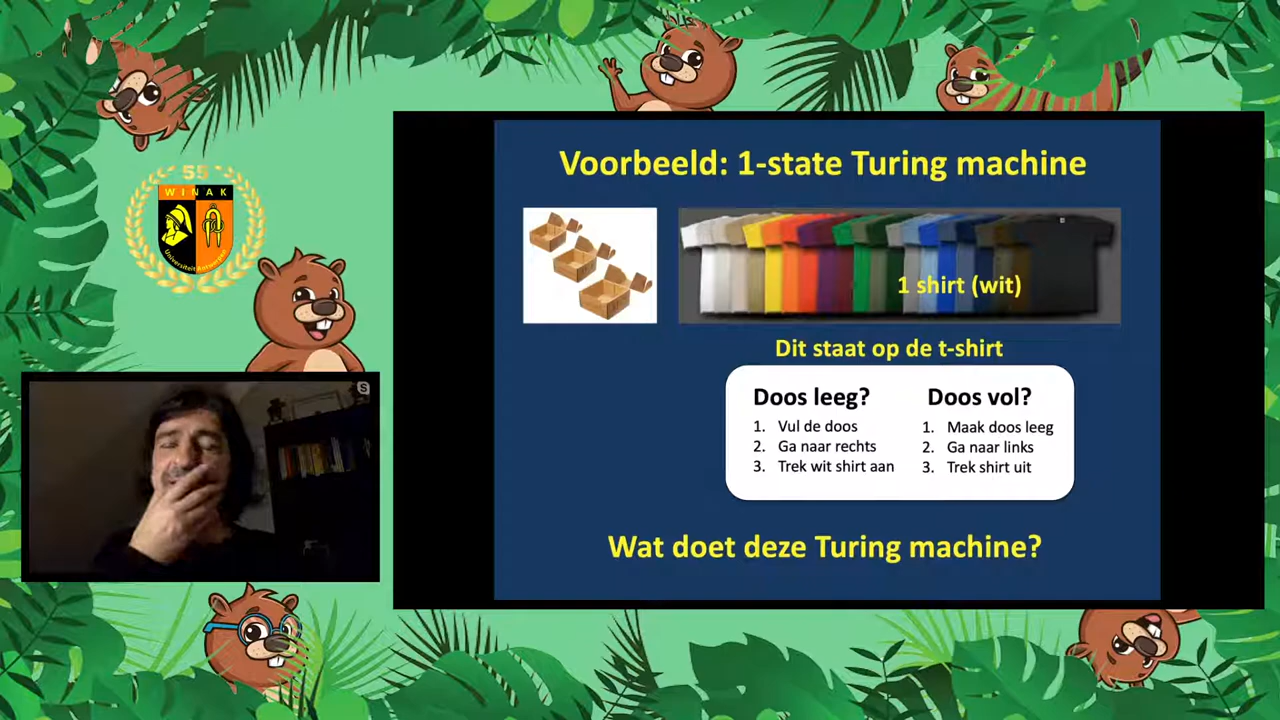 55
WINAK
Universiteit Antwerpen
S
Voorbeeld: 1-state Turing machine
1 shirt (wit)
Dit staat op de t-shirt
Doos leeg?
1. Vul de doos
2. Ga naar rechts
3. Trek wit shirt aan
Doos vol?
1. Maak doos leeg
2. Ga naar links
3. Trek shirt uit
Wat doet deze Turing machine?